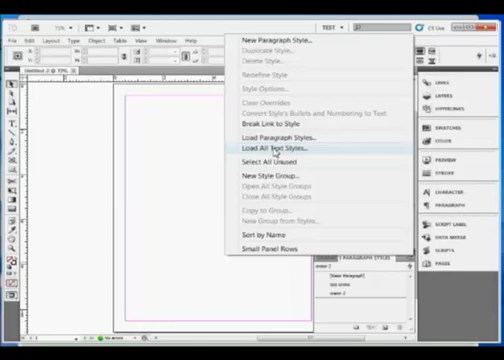 TEST
CS Live
File
Edit
Layout
Type
Object
Table
View
New Paragraph Style...
Duplicate Style...
Delete Style...
Redefine Style
Style Options...
Clear Overrides
Convert Style's Bullets and Numbering to Text
Break Link to Style
Load Paragraph Styles...
Load All Text Styles...
Select All Unused
New Style Group...
Open All Style Groups
Close All Style Groups
Copy to Group...
New Group from Styles...
Sort by Name
Small Panel Rows
LINKS
LAYERS
HYPERLINKS
SWATCHES
COLOR
PREVIEW
STROKE
CHARACTER
PARAGRAPH
SCRIPT LABEL
DATA MERGE
SCRIPTS
PAGES
PARAGRAPH STYLES
[Basic Paragraph]